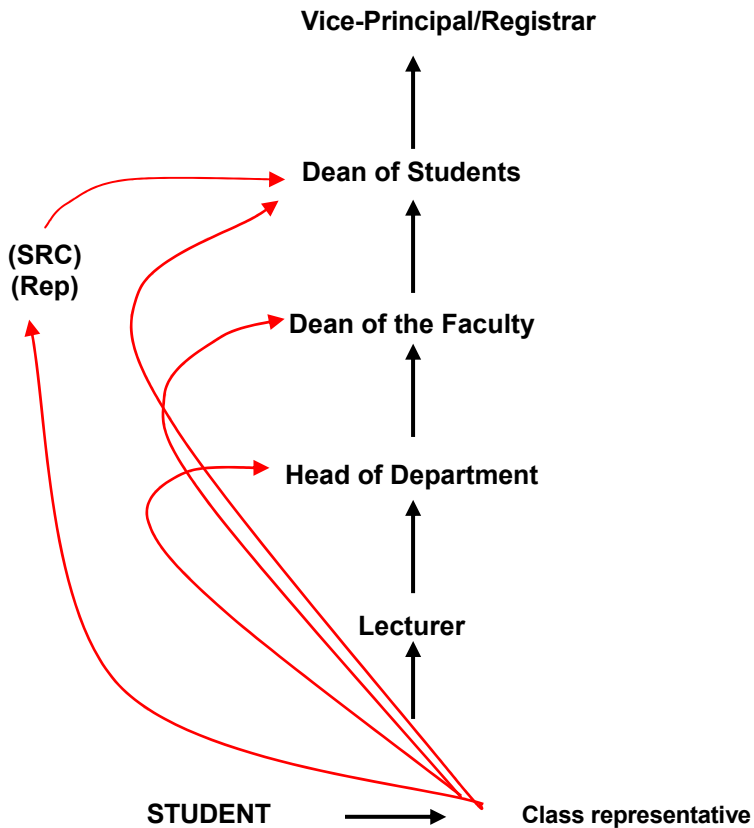 Vice-Principal/Registrar
Dean of Students
(SRC)
(Rep)
Dean of the Faculty
Head of Department
Lecturer
STUDENT
Class representative